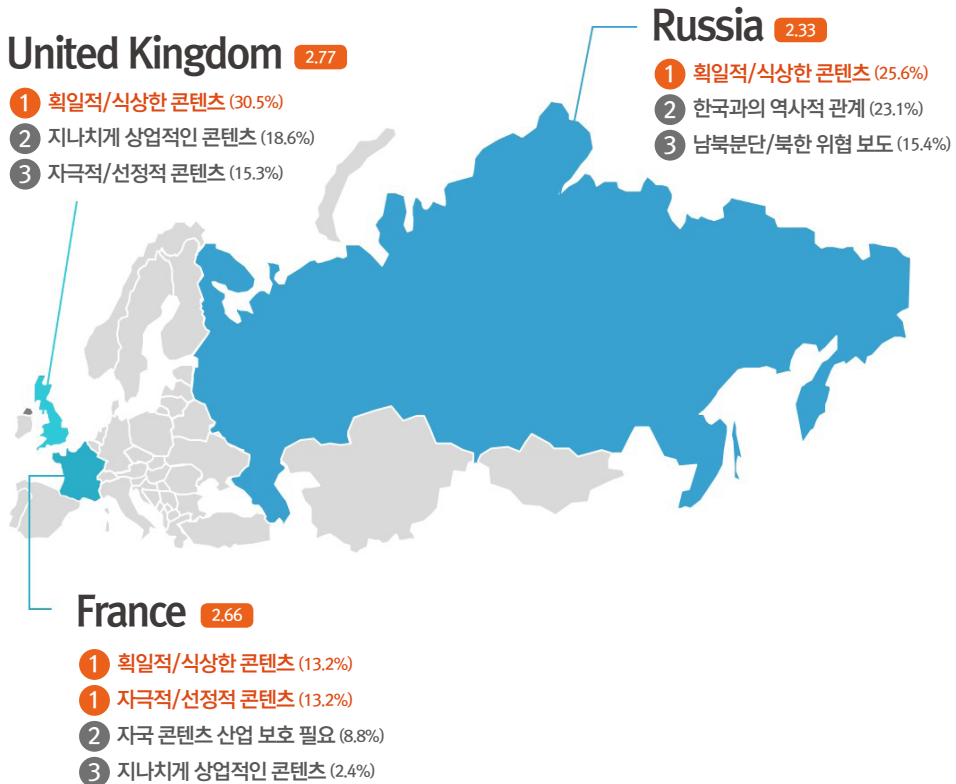 United Kingdom 2.77
1 획일적/식상한 콘텐츠 (30.5%)
2 지나치게 상업적인 콘텐츠 (18.6%)
3 자극적/선정적 콘텐츠 (15.3%)
Russia 2.33
1 획일적/식상한 콘텐츠 (25.6%)
2 한국과의 역사적 관계 (23.1%)
3 남북분단/북한 위협 보도 (15.4%)
France 2.66
1 획일적/식상한 콘텐츠 (13.2%)
1 자극적/선정적 콘텐츠 (13.2%)
2 자국 콘텐츠 산업 보호 필요 (8.8%)
3 지나치게 상업적인 콘텐츠 (2.4%)